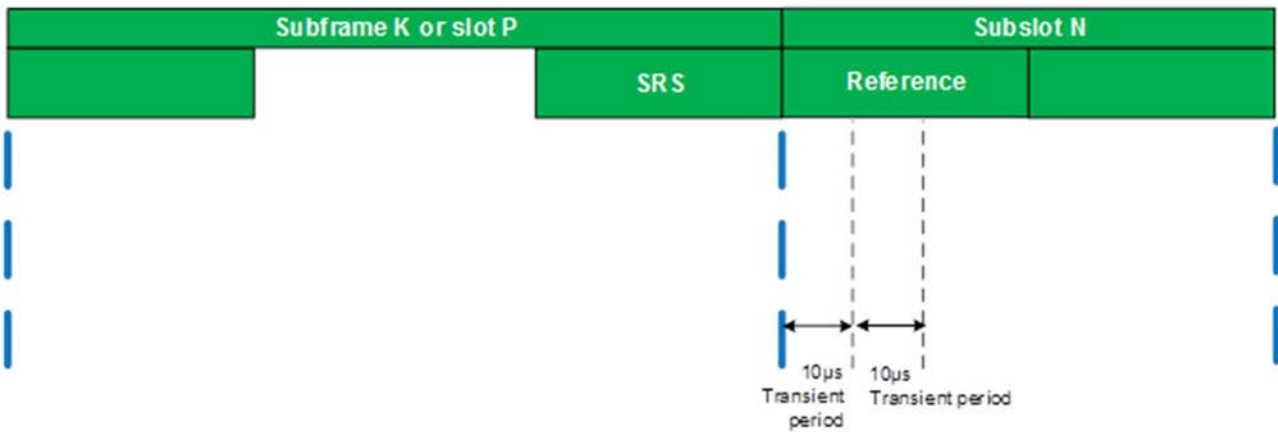 Subframe K or slot P
Subslot N
SRS
Reference
10µs
Transient
period
10µs
Transient period